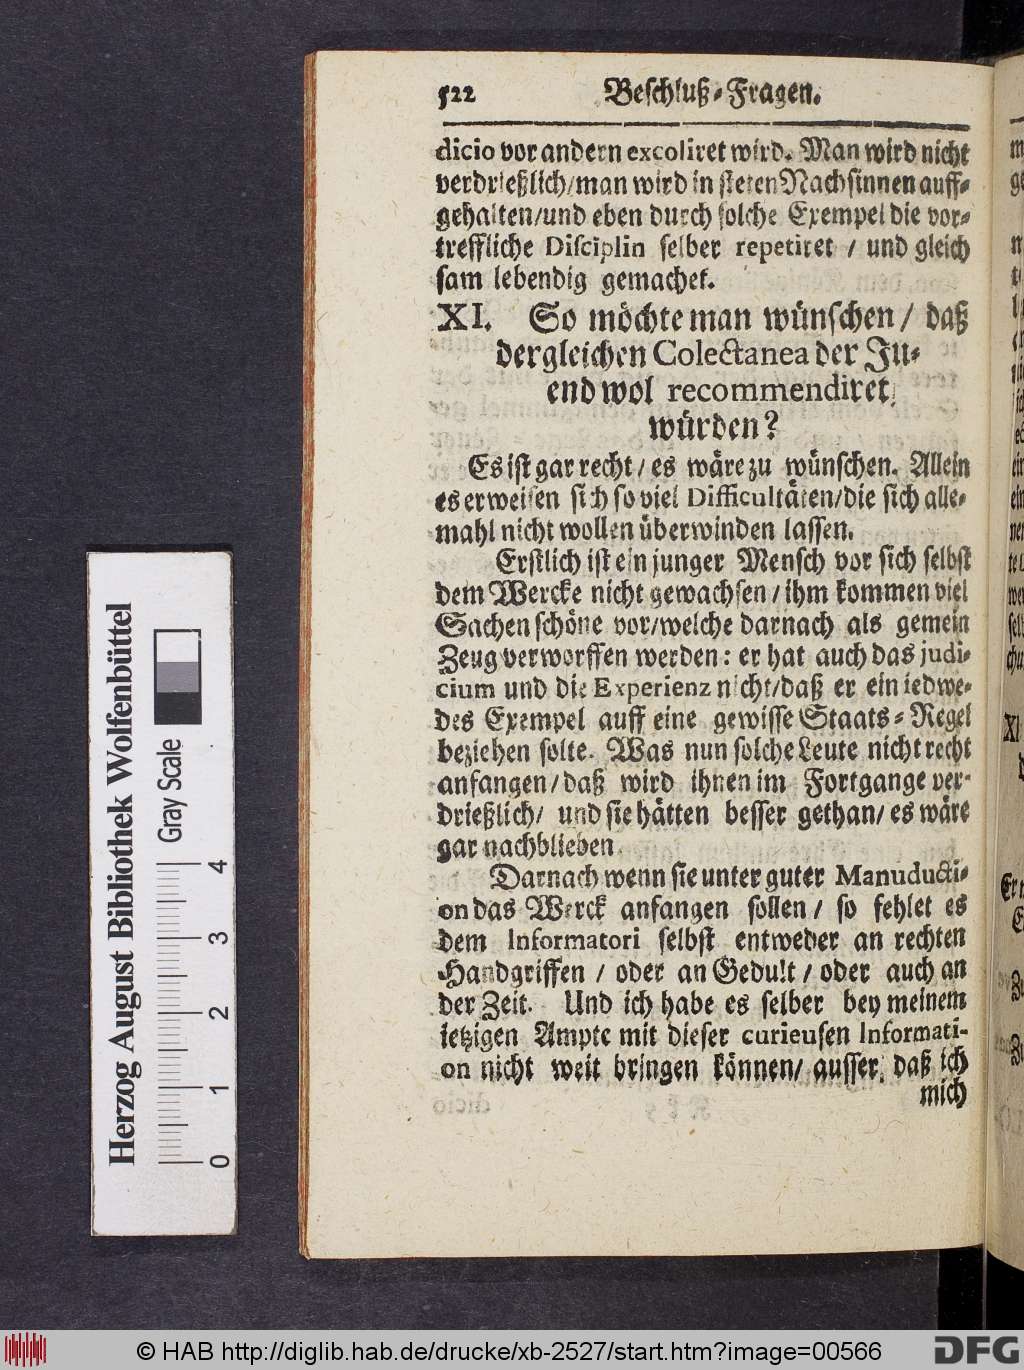 522 Beschluß-Fragen.
dicio vor andern excoliret wird. Man wird nicht
verdrießlich/man wird in steten Nachsinnen auff-
gehalten/und eben durch solche Exempel die vor-
treffliche Disciplin selber repetiret / und gleich
sam lebendig gemachet.
XI. So möchte man wünschen / daß
dergleichen Colectanea der Ju-
end wol recommendiret
würden?
Es ist gar recht / es wäre zu wünschen. Allein
es erweisen sich so viel Difficultäten/die sich alle-
mahl nicht wollen überwinden lassen.
Erstlich ist ein junger Mensch vor sich selbst
dem Wercke nicht gewachsen / ihm kommen viel
Sachen schöne vor/welche darnach als gemein
Zeug verworffen werden: er hat auch das judi-
cium und die Experienz nicht/daß er ein iedwe-
des Exempel auff eine gewisse Staats-Regel
beziehen solte. Was nun solche Leute nicht recht
anfangen/daß wird ihnen im Fortgange ver-
drießlich/ und sie hätten besser gethan/ es wäre
gar nachblieben.
Darnach wenn sie unter guter Manuducti-
on das Werck anfangen sollen / so fehlet es
dem Informatori selbst entweder an rechten
Handgriffen / oder an Gedult / oder auch an
der Zeit. Und ich habe es selber bey meinem
ietzigen Ampte mit dieser curieusen Informati-
on nicht weit bringen können/ ausser, daß ich
mich
Herzog August Bibliothek Wolfenbüttel
Gray Scale
0 1 2 3 4
© HAB http://diglib.hab.de/drucke/xb-2527/start.htm?image=00566
DFG